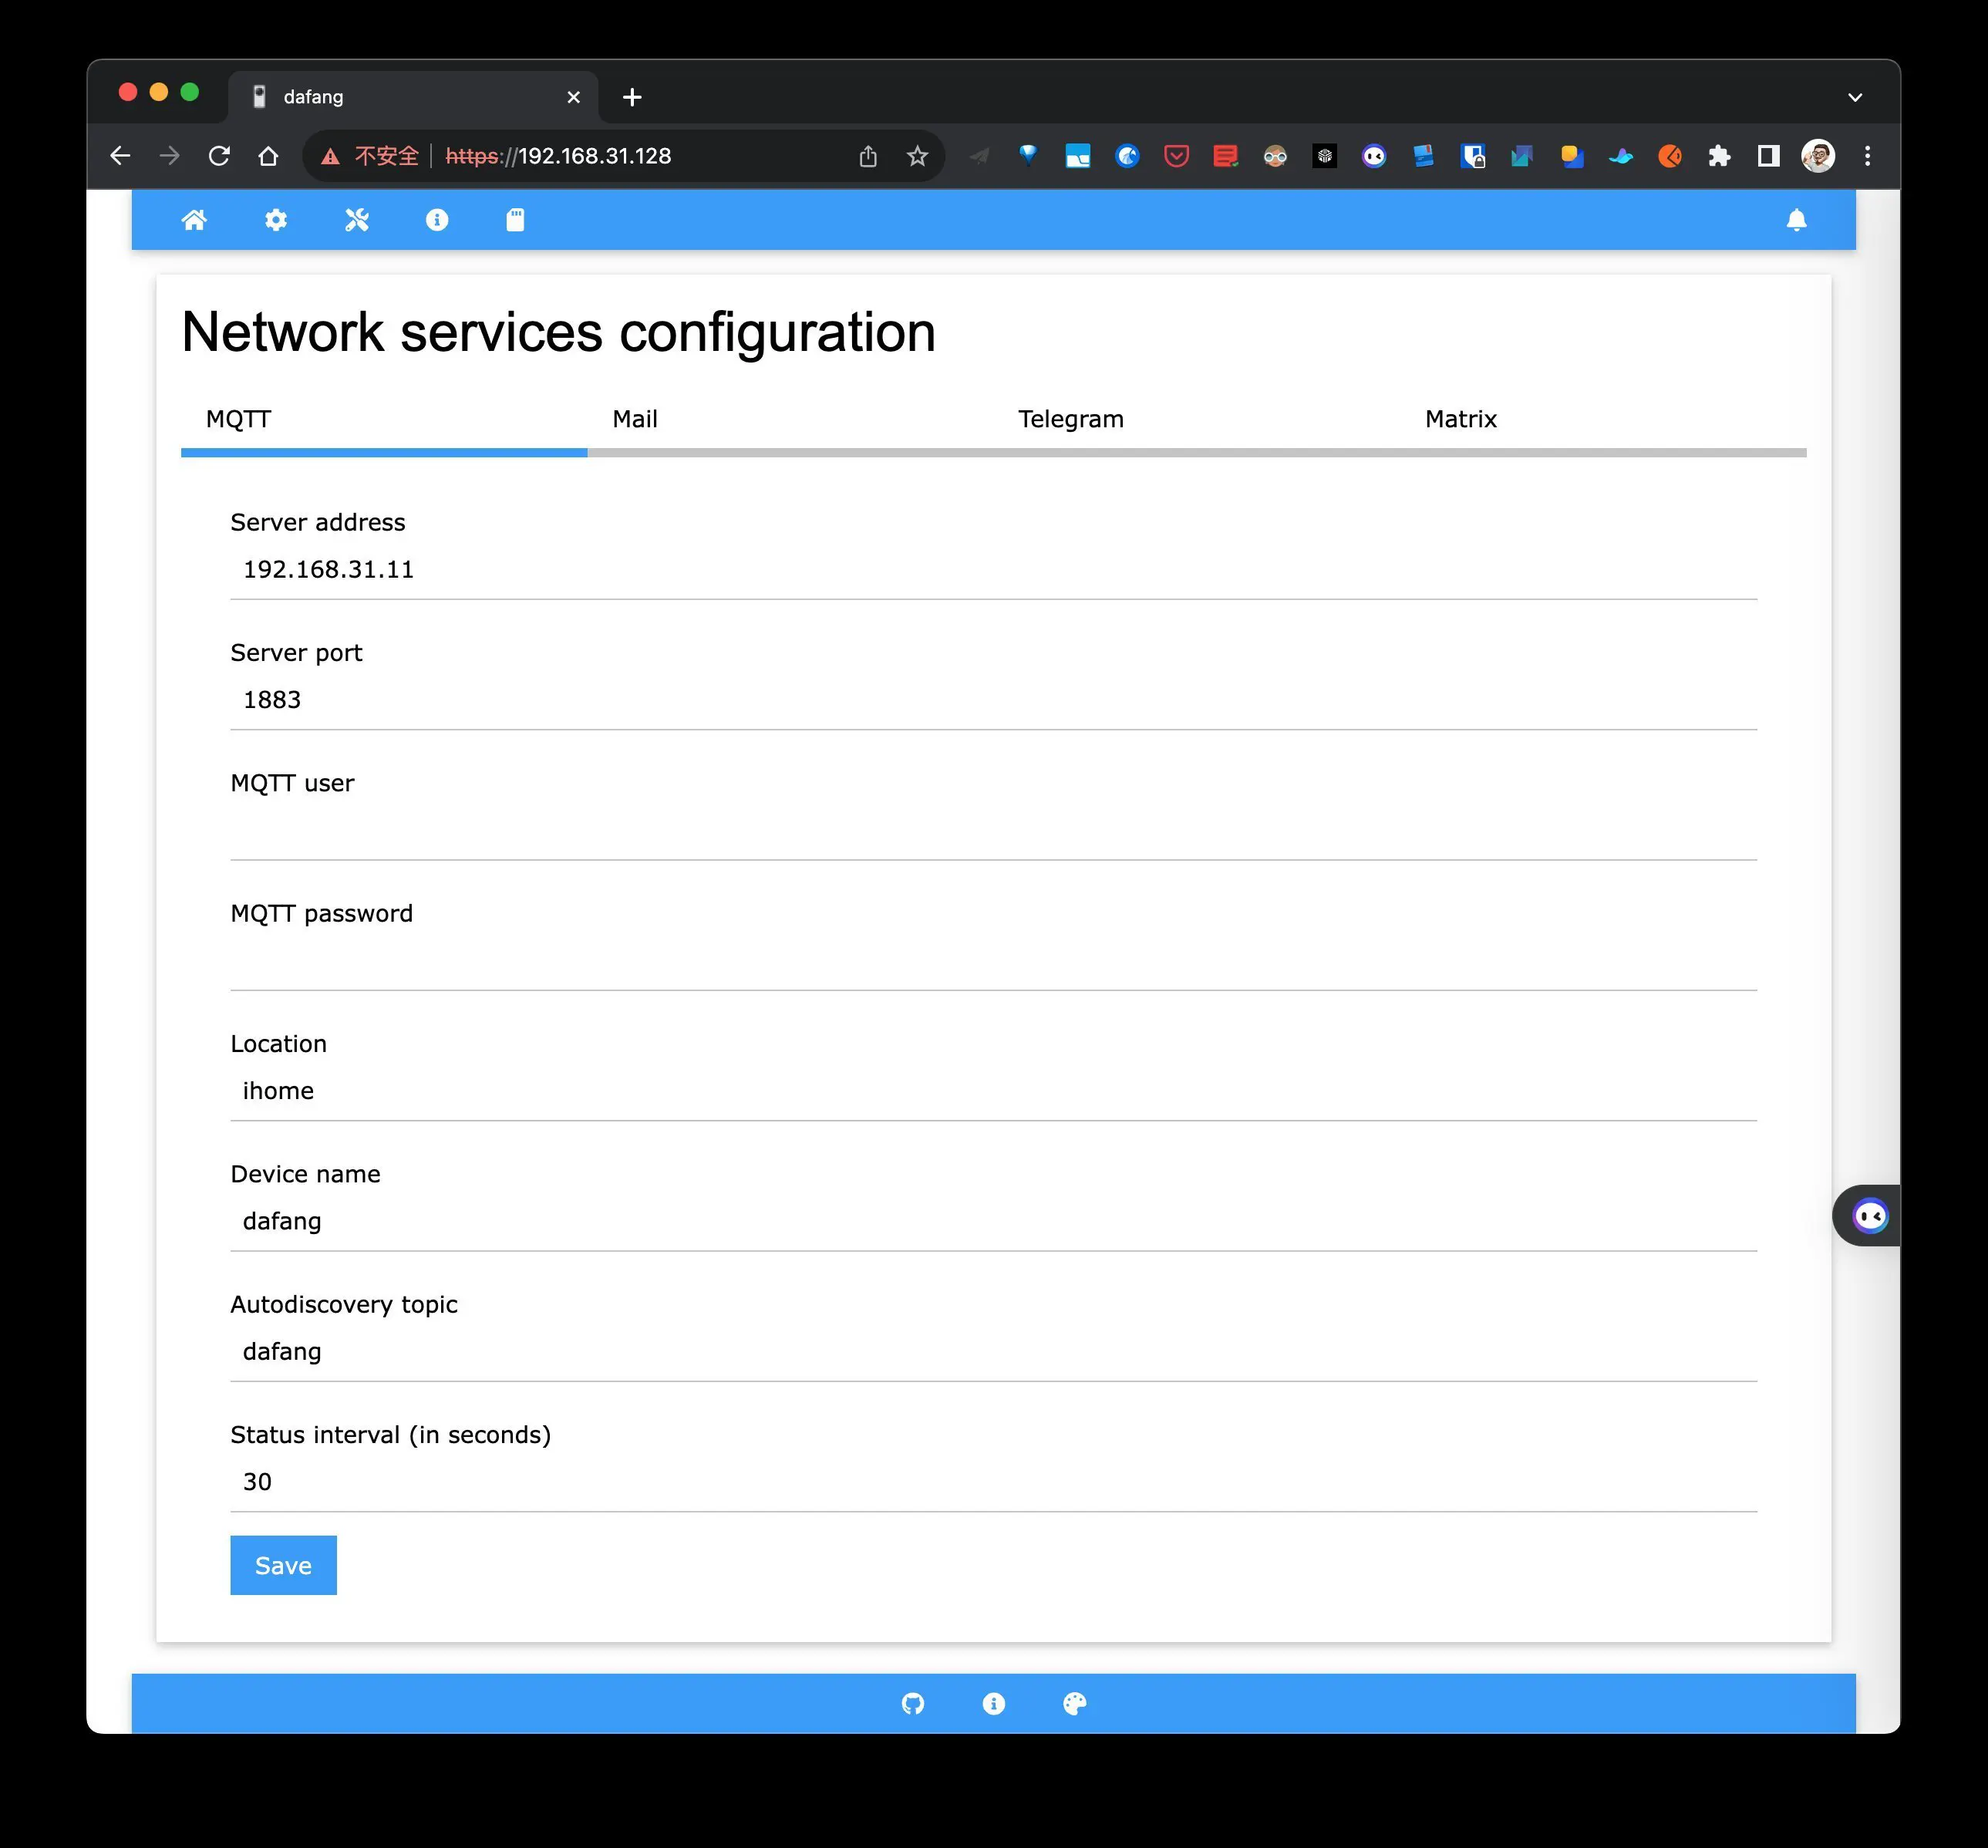 dafang
不安全 https://192.168.31.128
Network services configuration
MQTT Mail Telegram Matrix
Server address
192.168.31.11
Server port
1883
MQTT user
MQTT password
Location
ihome
Device name
dafang
Autodiscovery topic
dafang
Status interval (in seconds)
30
Save